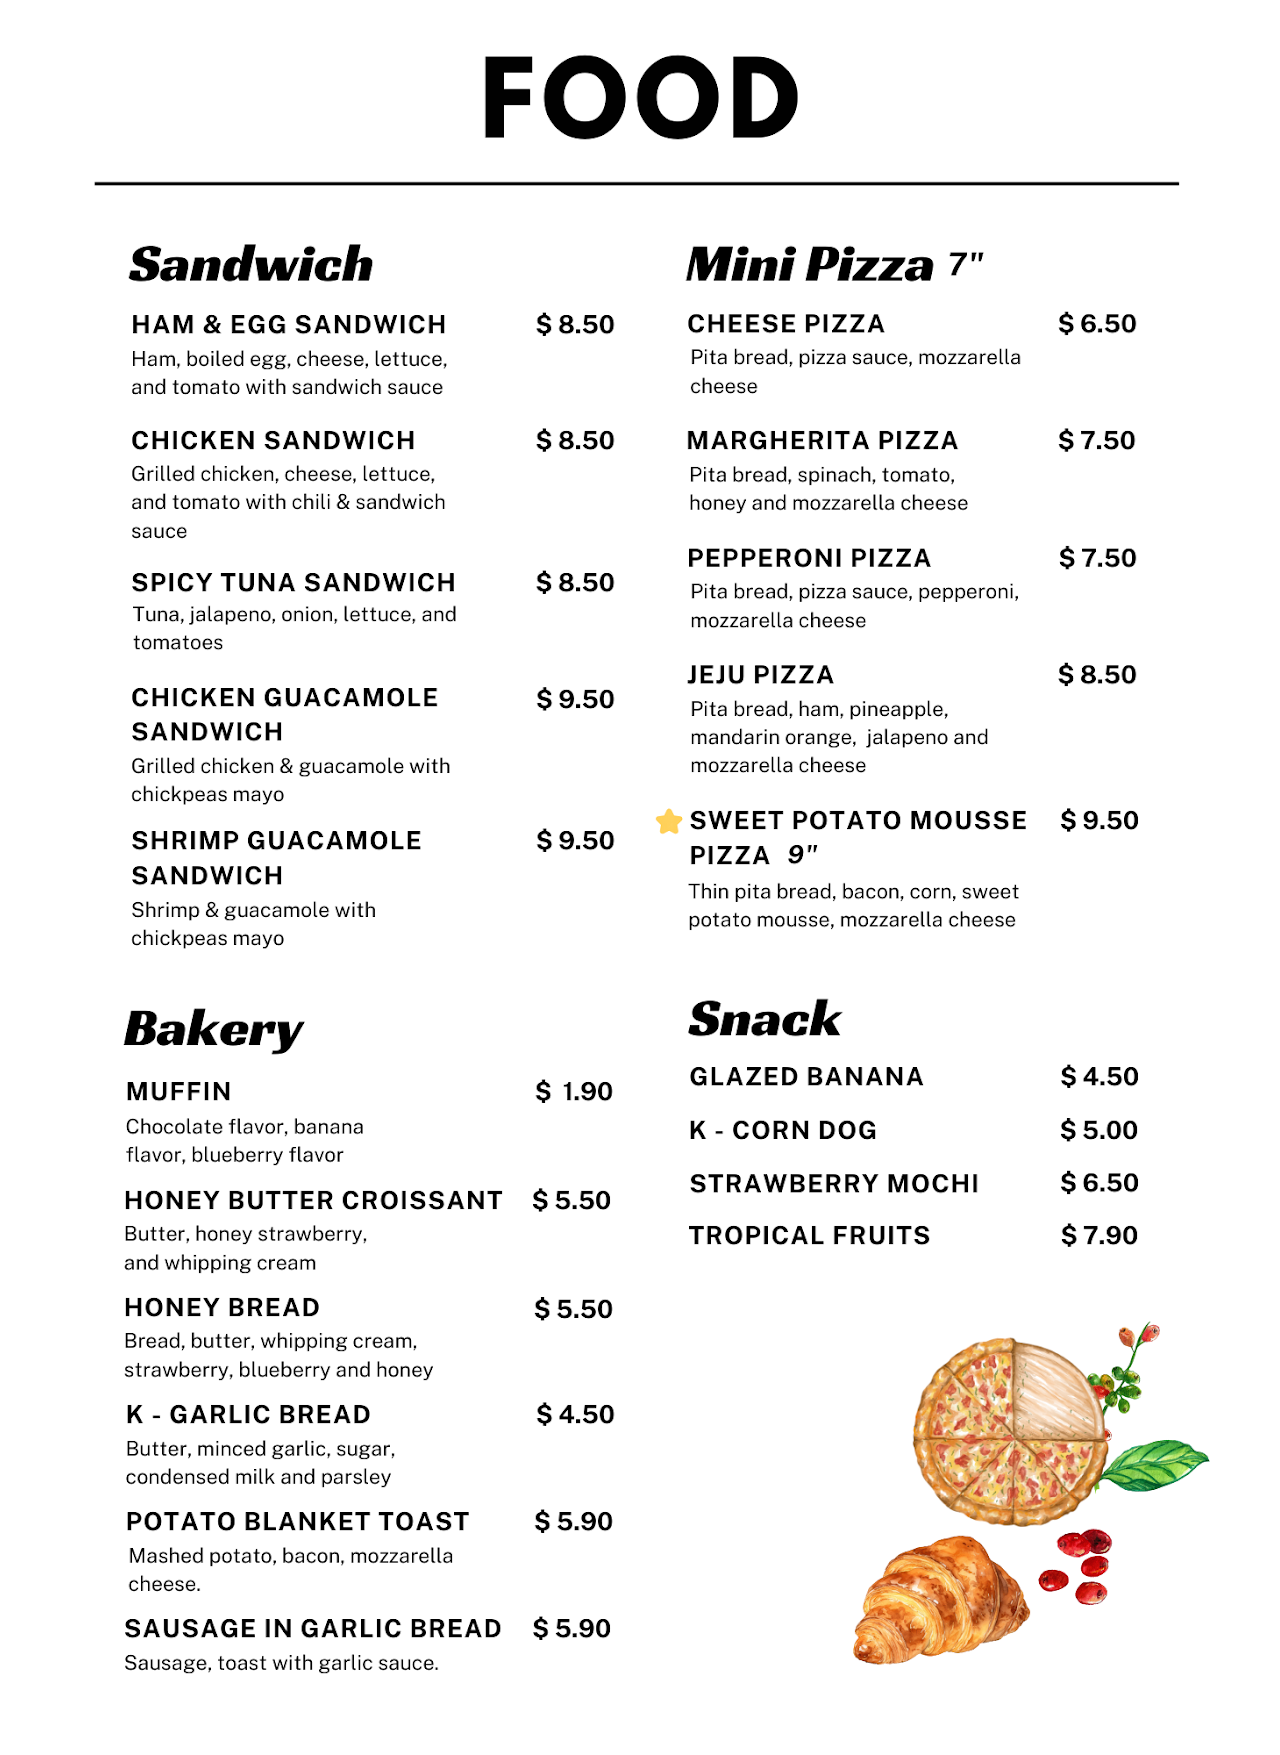 FOOD
Sandwich
HAM & EGG SANDWICH $ 8.50
Ham, boiled egg, cheese, lettuce,
and tomato with sandwich sauce
CHICKEN SANDWICH $ 8.50
Grilled chicken, cheese, lettuce,
and tomato with chili & sandwich
sauce
SPICY TUNA SANDWICH $ 8.50
Tuna, jalapeno, onion, lettuce, and
tomatoes
CHICKEN GUACAMOLE $ 9.50
SANDWICH
Grilled chicken & guacamole with
chickpeas mayo
SHRIMP GUACAMOLE $ 9.50
SANDWICH
Shrimp & guacamole with
chickpeas mayo
Bakery
MUFFIN $ 1.90
Chocolate flavor, banana
flavor, blueberry flavor
HONEY BUTTER CROISSANT $ 5.50
Butter, honey strawberry,
and whipping cream
HONEY BREAD $ 5.50
Bread, butter, whipping cream,
strawberry, blueberry and honey
K - GARLIC BREAD $ 4.50
Butter, minced garlic, sugar,
condensed milk and parsley
POTATO BLANKET TOAST $ 5.90
Mashed potato, bacon, mozzarella
cheese.
SAUSAGE IN GARLIC BREAD $ 5.90
Sausage, toast with garlic sauce.
Mini Pizza 7"
CHEESE PIZZA $ 6.50
Pita bread, pizza sauce, mozzarella
cheese
MARGHERITA PIZZA $ 7.50
Pita bread, spinach, tomato,
honey and mozzarella cheese
PEPPERONI PIZZA $ 7.50
Pita bread, pizza sauce, pepperoni,
mozzarella cheese
JEJU PIZZA $ 8.50
Pita bread, ham, pineapple,
mandarin orange, jalapeno and
mozzarella cheese
SWEET POTATO MOUSSE $ 9.50
PIZZA 9"
Thin pita bread, bacon, corn, sweet
potato mousse, mozzarella cheese
Snack
GLAZED BANANA $ 4.50
K - CORN DOG $ 5.00
STRAWBERRY MOCHI $ 6.50
TROPICAL FRUITS $ 7.90